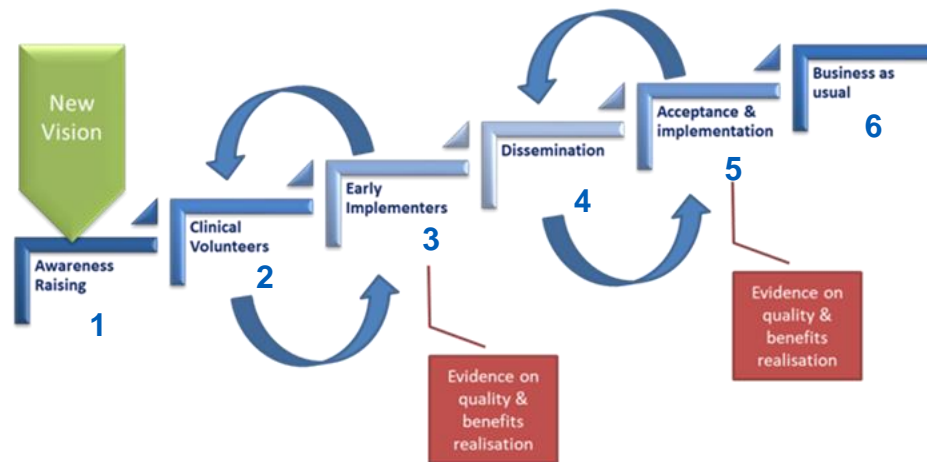 New
Vision
Awareness
Raising
1
Clinical
Volunteers
2
Early
Implementers
3
Evidence on
quality &
benefits
realisation
Dissemination
4
Acceptance &
implementation
5
Evidence on
quality &
benefits
realisation
Business as
usual
6